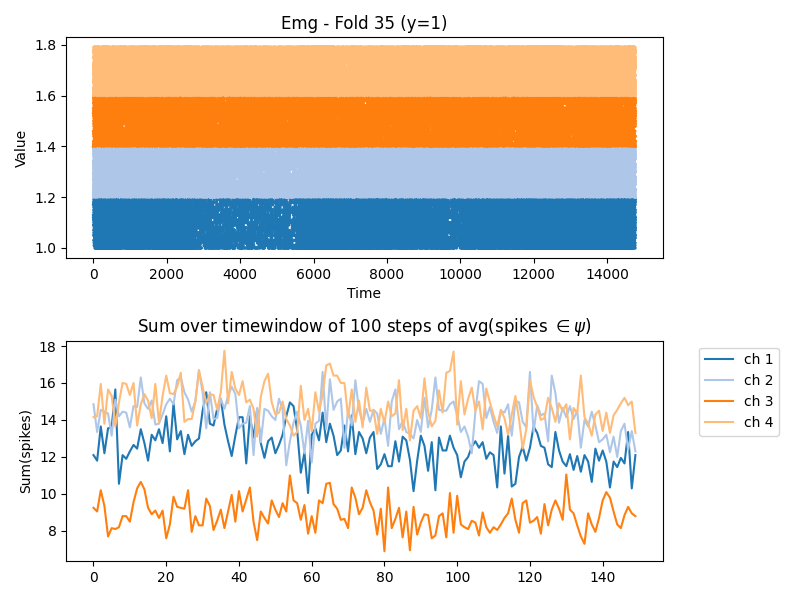 Emg - Fold 35 (y=1)
Value
1.8
1.6
1.4
1.2
1.0
0 2000 4000 6000 8000 10000 12000 14000
Time
Sum over timewindow of 100 steps of avg(spikes ∈ ψ)
Sum(spikes)
18
16
14
12
10
8
0 20 40 60 80 100 120 140
ch 1
ch 2
ch 3
ch 4